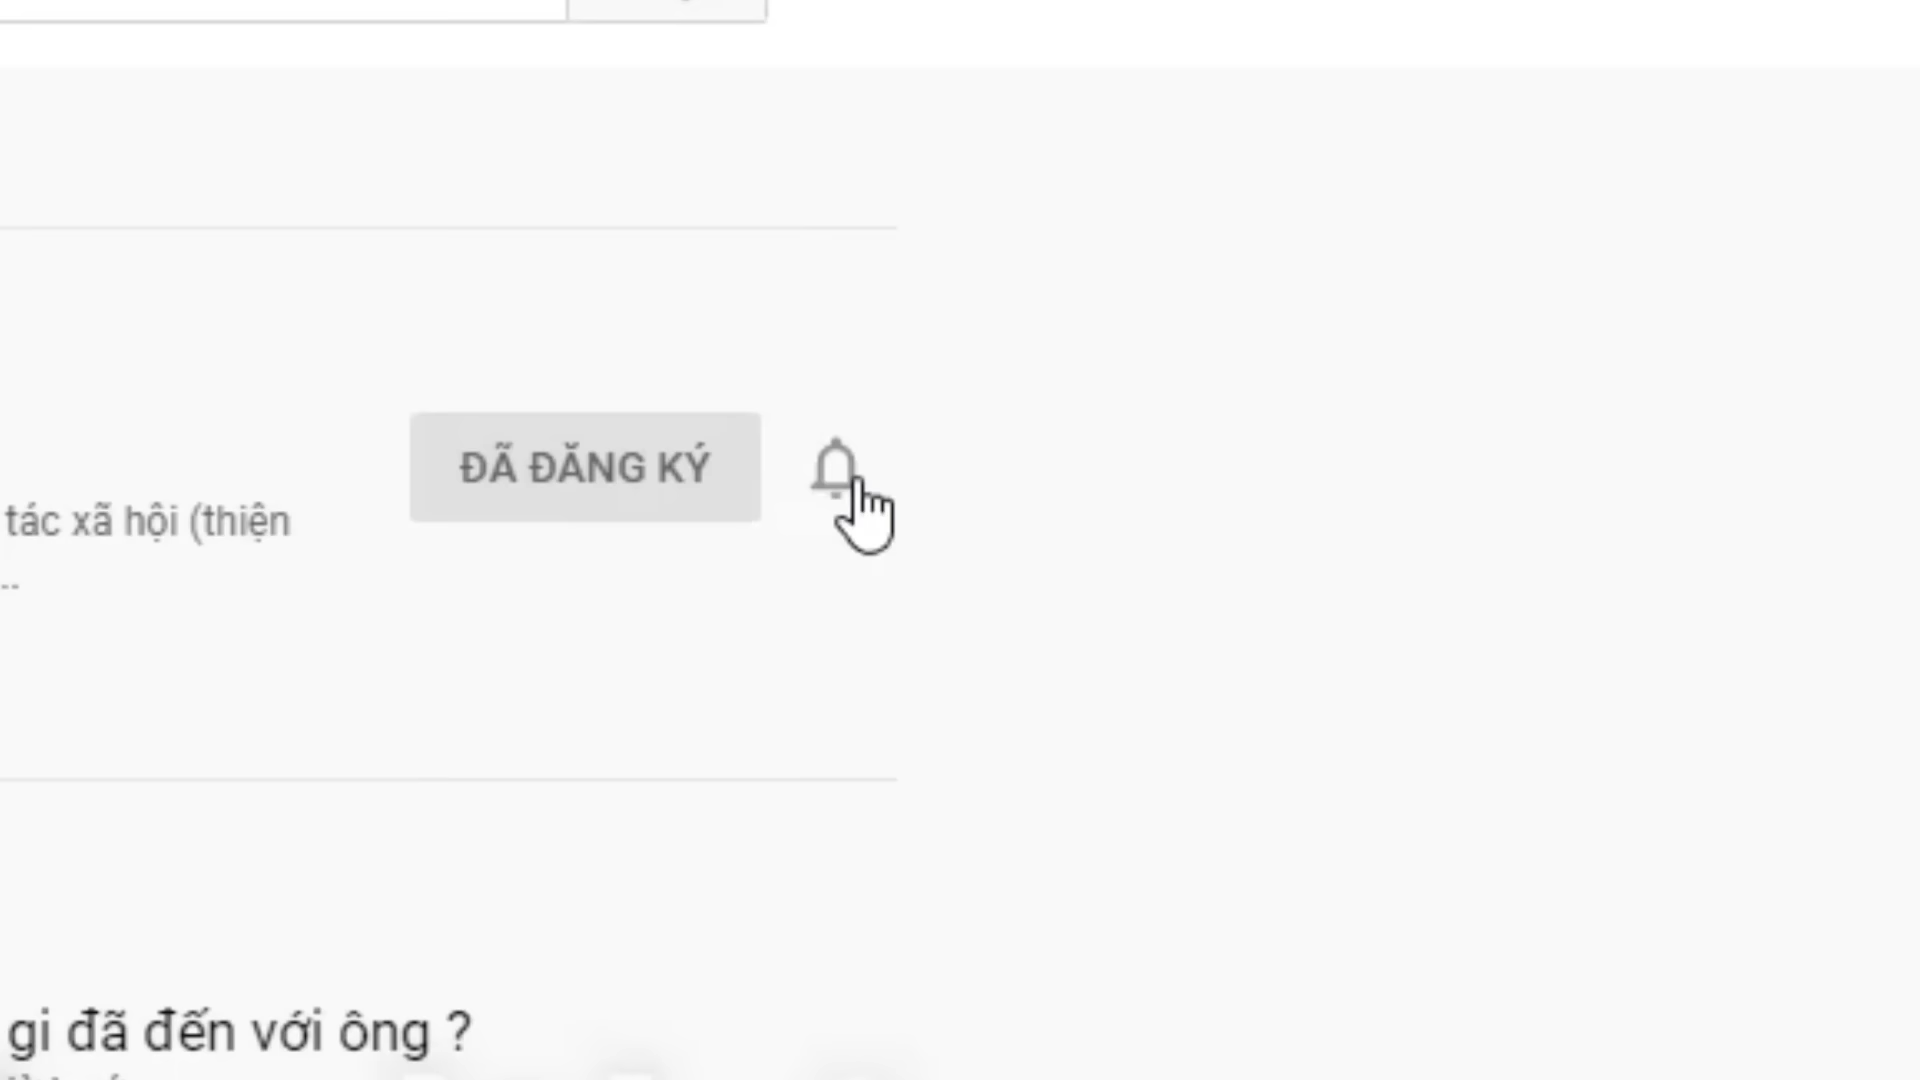 ĐÃ ĐĂNG KÝ
tác xã hội (thiện
...
gi đã đến với ông ?